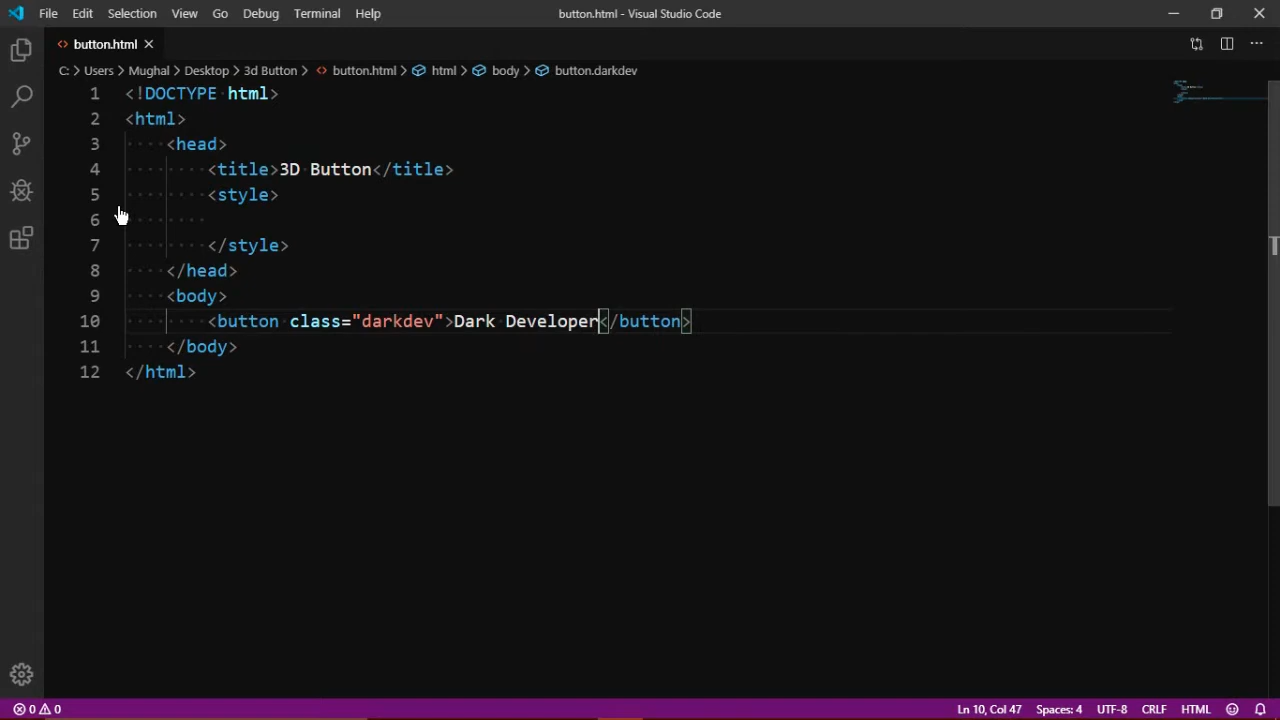 File Edit Selection View Go Debug Terminal Help button.html - Visual Studio Code
button.html
C: > Users > Mughal > Desktop > 3d Button > button.html > html > body > button.darkdev
1 <!DOCTYPE html>
2 <html>
3 <head>
4 <title>3D Button</title>
5 <style>
6
7 </style>
8 </head>
9 <body>
10 <button class="darkdev">Dark Developer</button>
11 </body>
12 </html>
0 0 Ln 10, Col 47 Spaces: 4 UTF-8 CRLF HTML